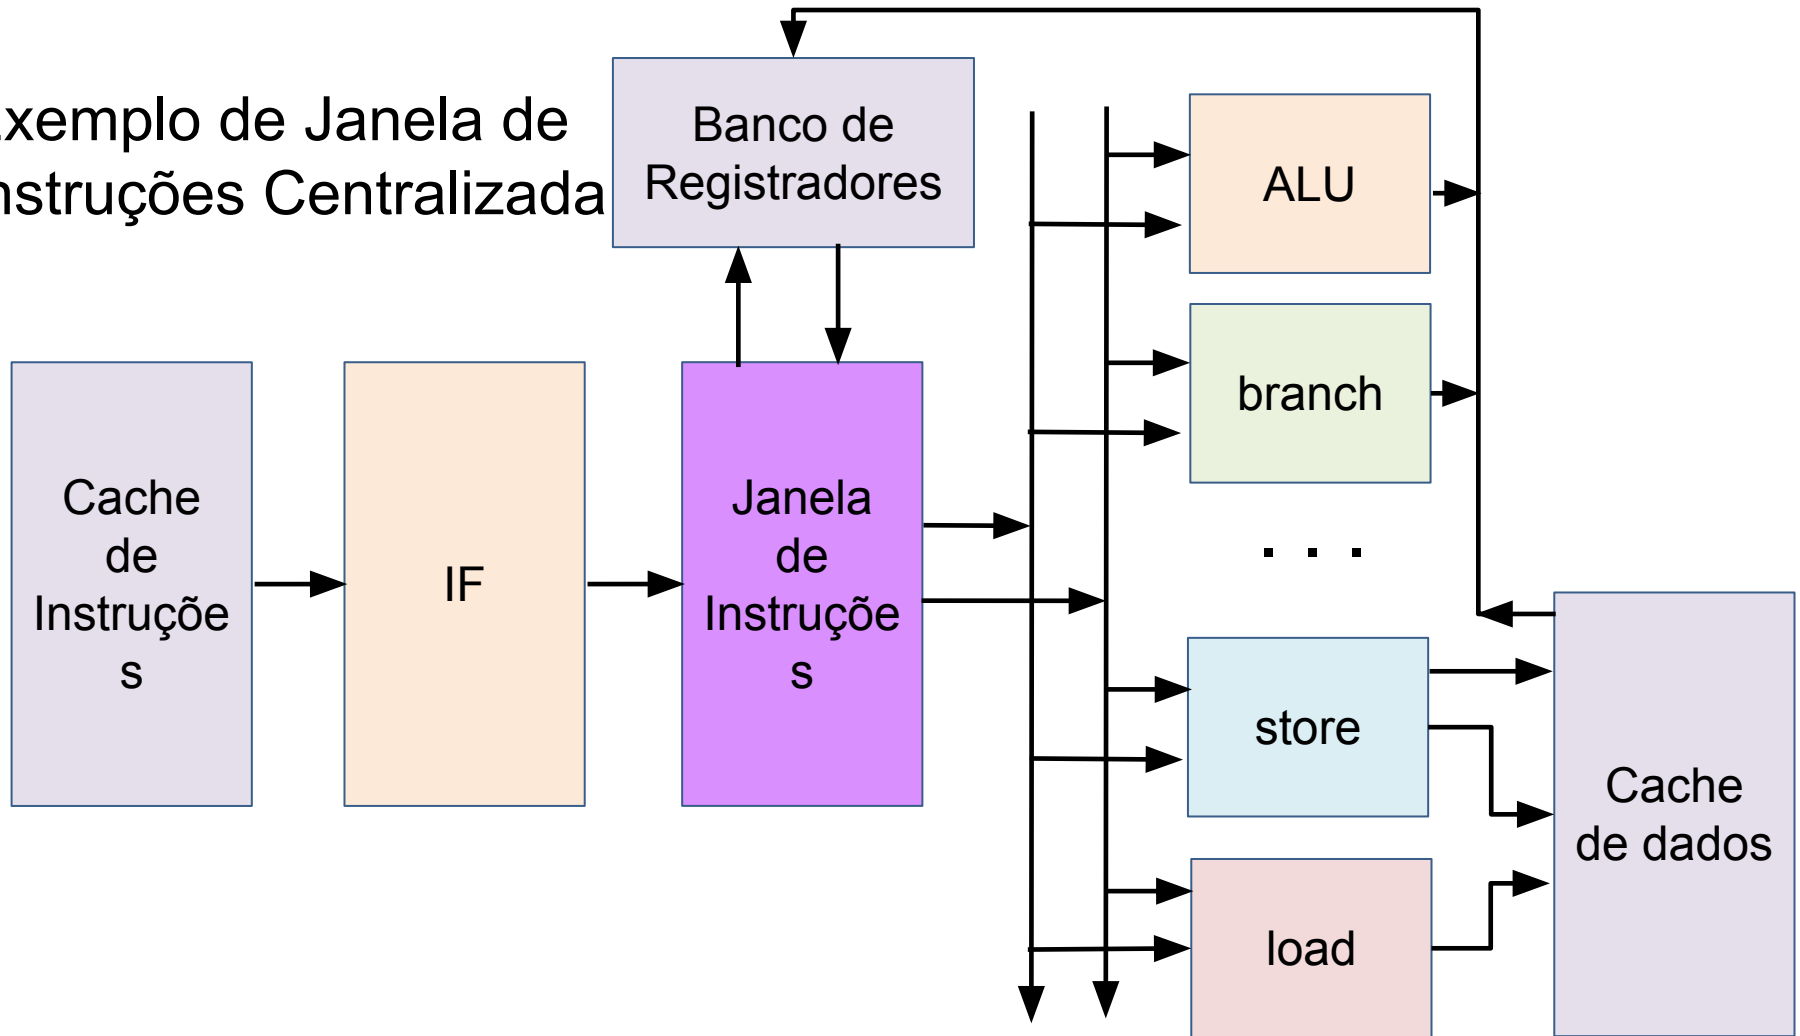 xemplo de Janela de
nstruções Centralizada
Banco de
Registradores
ALU
branch
Cache
de
Instruçõe
s
IF
Janela
de
Instruçõe
s
. . .
store
load
Cache
de dados